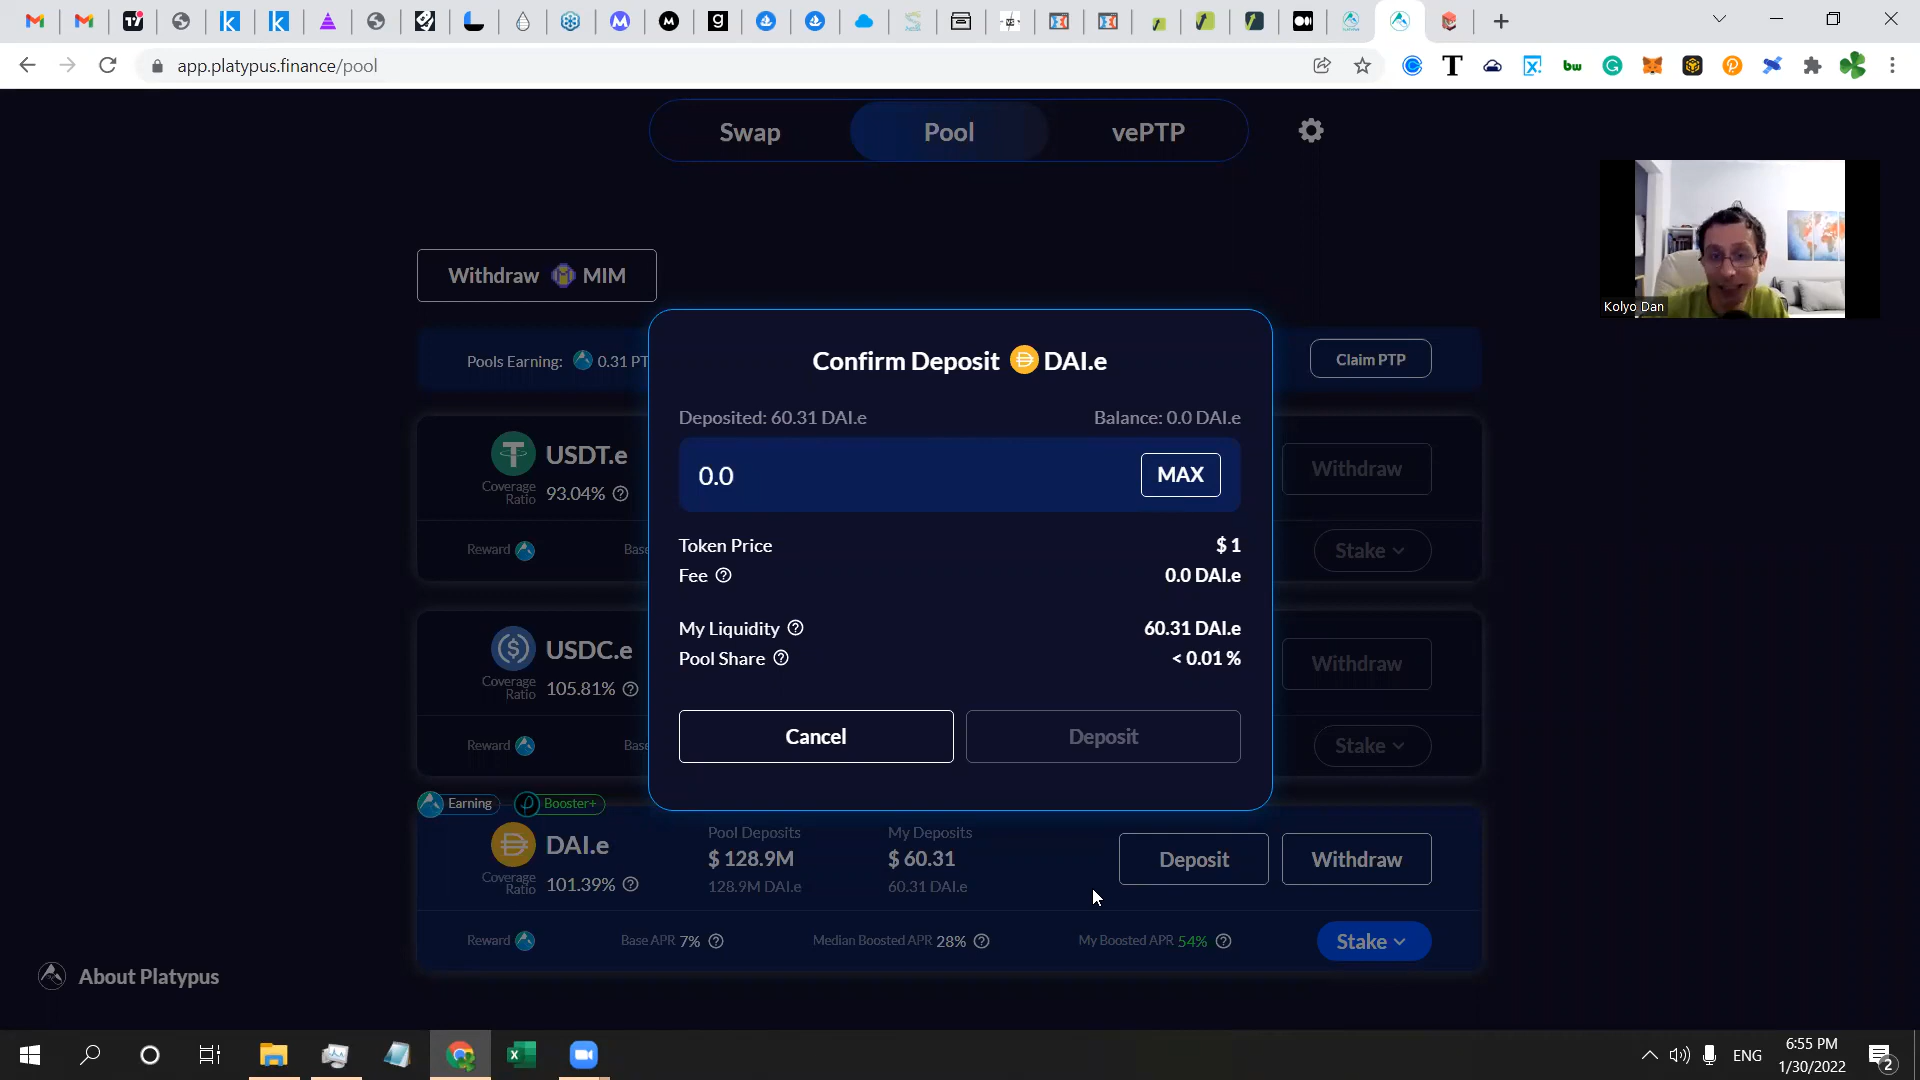 app.platypus.finance/pool
Swap
Pool
vePTP
Kolyo Dan
Withdraw MIM
Pools Earning: 0.31 PT
Claim PTP
Confirm Deposit DAI.e
Deposited: 60.31 DAI.e
Balance: 0.0 DAI.e
0.0
MAX
Token Price
$ 1
Fee
0.0 DAI.e
My Liquidity
60.31 DAI.e
Pool Share
< 0.01 %
Cancel
Deposit
USDT.e
Coverage
Ratio
93.04%
Withdraw
Reward
Base
Stake
USDC.e
Coverage
Ratio
105.81%
Withdraw
Reward
Base
Stake
Earning
Booster+
DAI.e
Coverage
Ratio
101.39%
Pool Deposits
$ 128.9M
128.9M DAI.e
My Deposits
$ 60.31
60.31 DAI.e
Deposit
Withdraw
Reward
Base APR 7%
Median Boosted APR 28%
My Boosted APR 54%
Stake
About Platypus
ENG
6:55 PM
1/30/2022
2